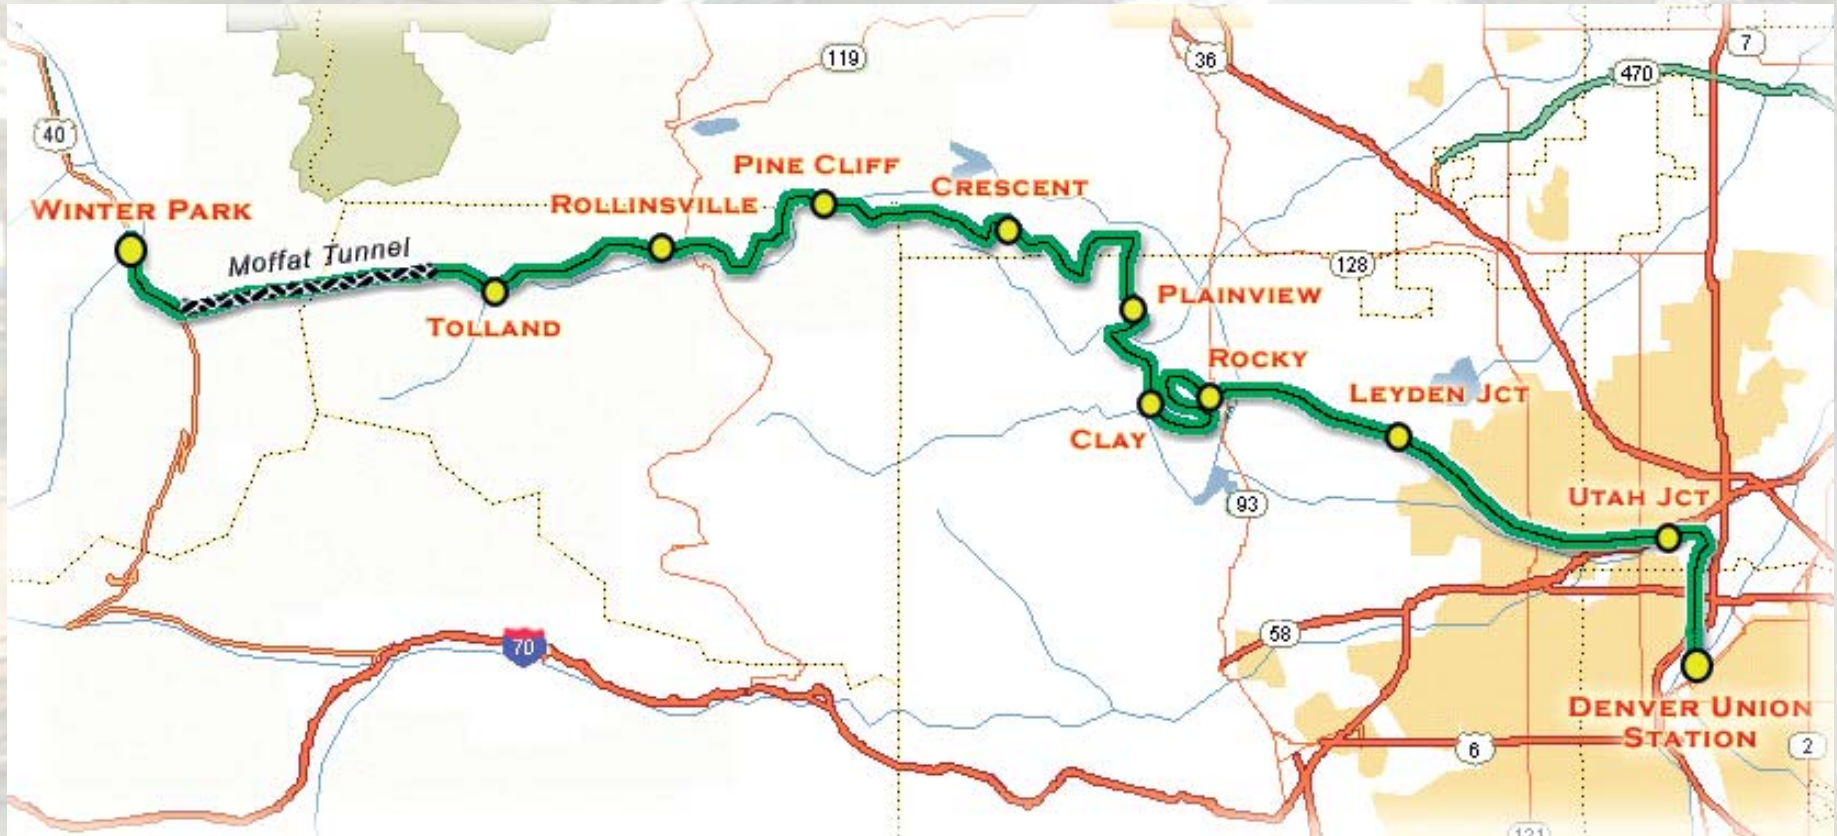 7
119
36
470
40
PINE CLIFF
CRESCENT
WINTER PARK
ROLLINSVILLE
Moffat Tunnel
128
PLAINVIEW
TOLLAND
ROCKY
LEYDEN JCT
CLAY
93
UTAH JCT
58
70
DENVER UNION
STATION
6
2
121